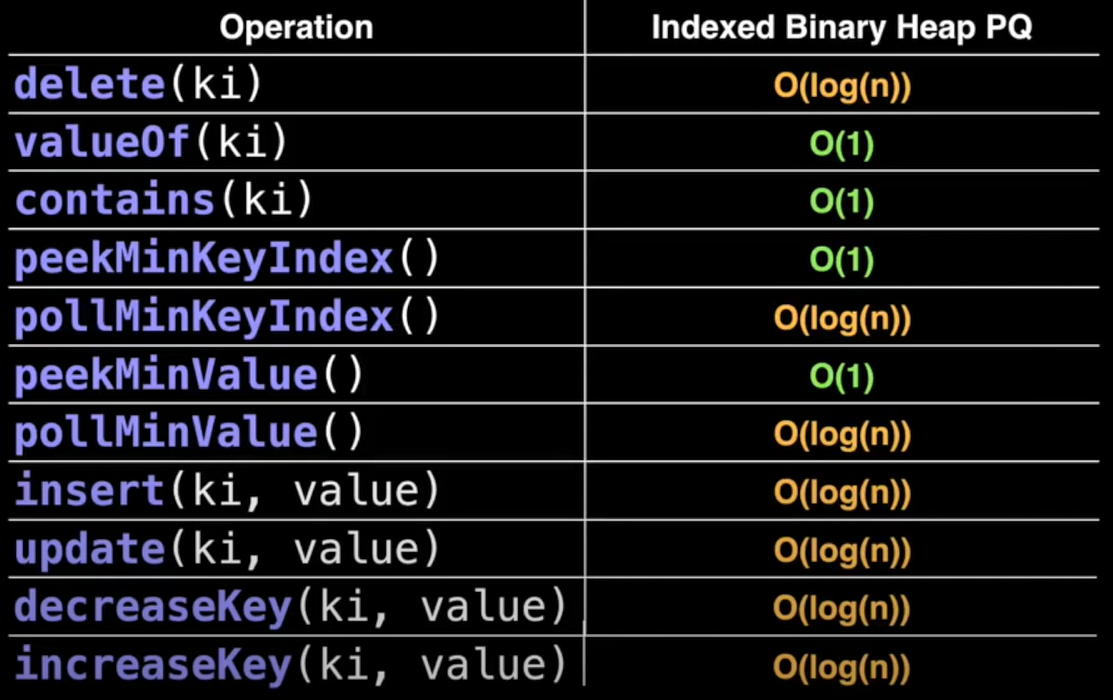 Operation Indexed Binary Heap PQ
delete(ki) O(log(n))
valueOf(ki) O(1)
contains(ki) O(1)
peekMinKeyIndex() O(1)
pollMinKeyIndex() O(log(n))
peekMinValue() O(1)
pollMinValue() O(log(n))
insert(ki, value) O(log(n))
update(ki, value) O(log(n))
decreaseKey(ki, value) O(log(n))
increaseKey(ki, value) O(log(n))